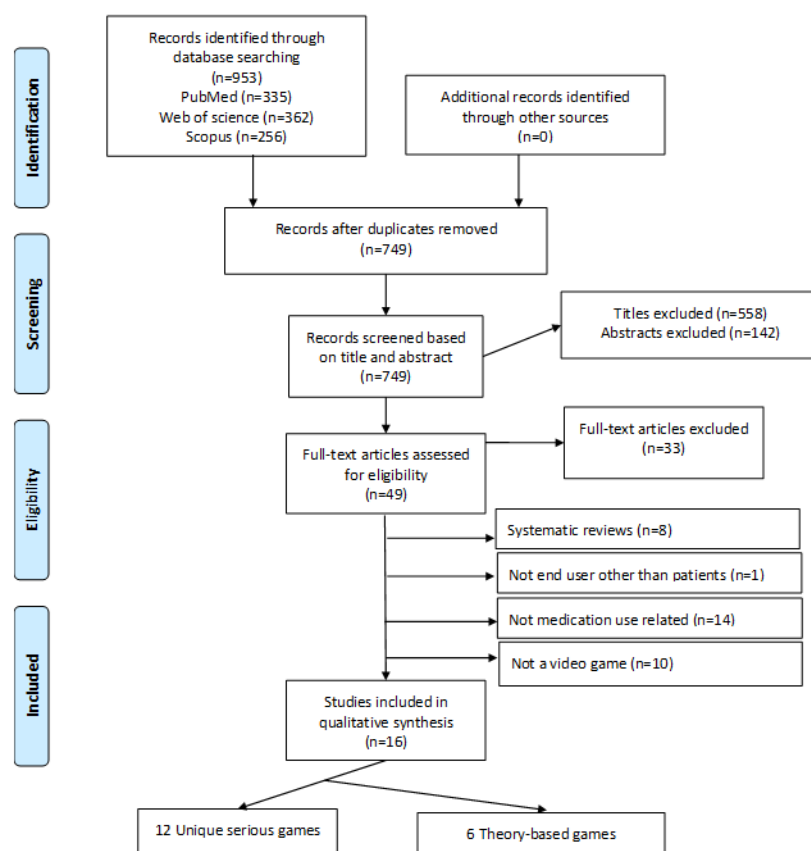 Identification
Records identified through
database searching
(n=953)
PubMed (n=335)
Web of science (n=362)
Scopus (n=256)
Additional records identified
through other sources
(n=0)
Records after duplicates removed
(n=749)
Screening
Records screened based
on title and abstract
(n=749)
Titles excluded (n=558)
Abstracts excluded (n=142)
Eligibility
Full-text articles assessed
for eligibility
(n=49)
Full-text articles excluded
(n=33)
Systematic reviews (n=8)
Not end user other than patients (n=1)
Not medication use related (n=14)
Not a video game (n=10)
Included
Studies included in
qualitative synthesis
(n=16)
12 Unique serious games
6 Theory-based games